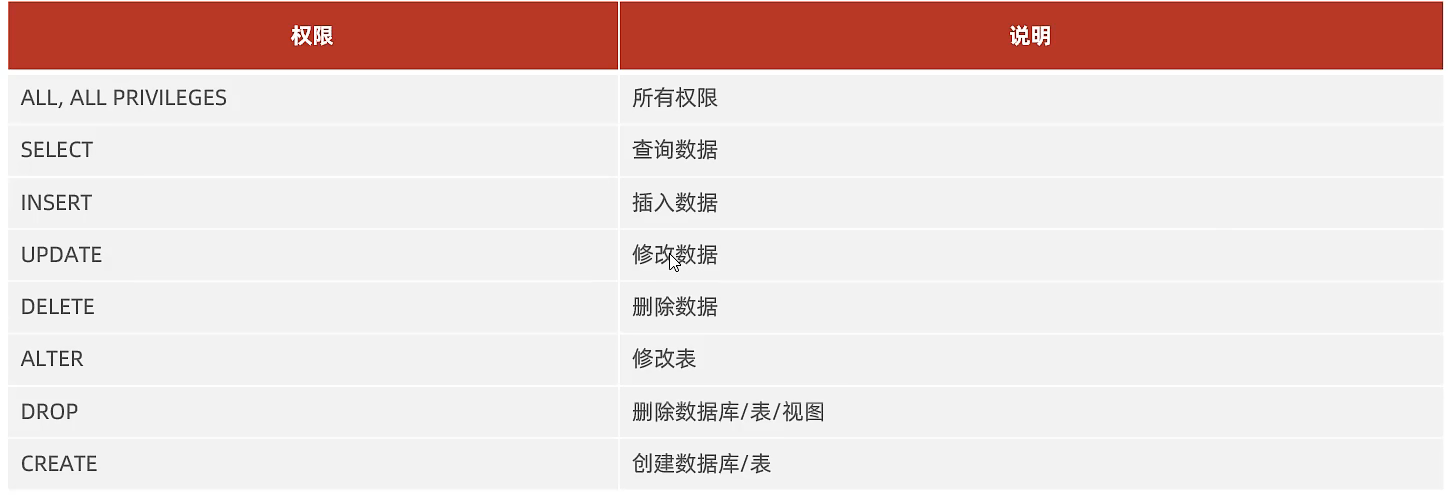 权限 说明
ALL, ALL PRIVILEGES 所有权限
SELECT 查询数据
INSERT 插入数据
UPDATE 修改数据
DELETE 删除数据
ALTER 修改表
DROP 删除数据库/表/视图
CREATE 创建数据库/表